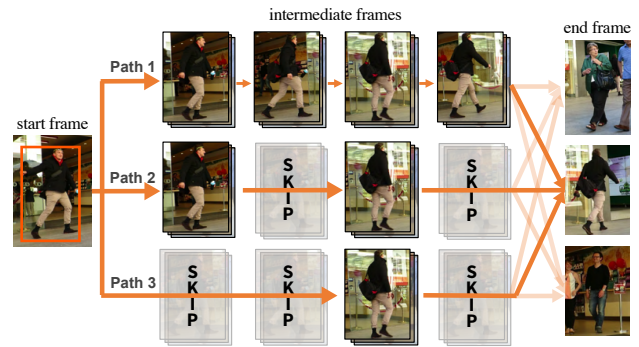 intermediate frames
end frame
Path 1
start frame
Path 2
SKIP
SKIP
Path 3
SKIP
SKIP
SKIP